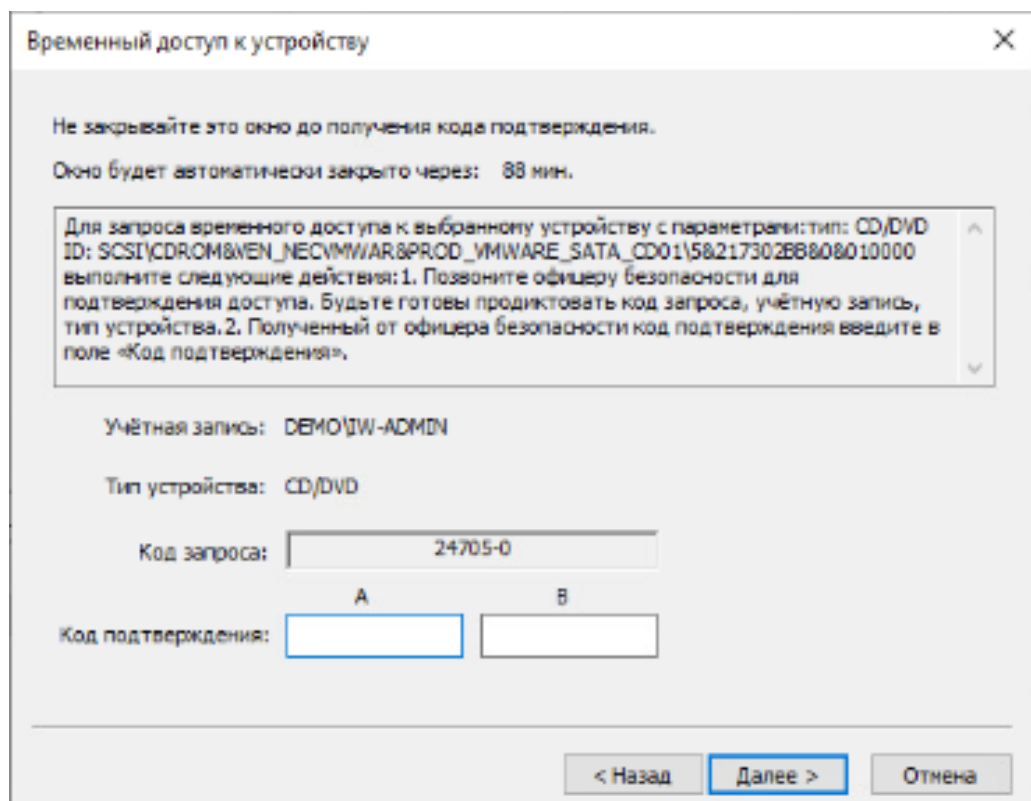 Временный доступ к устройству
Не закрывайте это окно до получения кода подтверждения.
Окно будет автоматически закрыто через: 88 мин.
Для запроса временного доступа к выбранному устройству с параметрами:тип: CD/DVD
ID: SCSI\CDROM&VEN_NECVMWAR&PROD_VMWARE_SATA_CD01\5&217302BB&0&010000
выполните следующие действия:1. Позвоните офицеру безопасности для
подтверждения доступа. Будьте готовы продиктовать код запроса, учётную запись,
тип устройства.2. Полученный от офицера безопасности код подтверждения введите в
поле «Код подтверждения».
Учётная запись: DEMO\IW-ADMIN
Тип устройства: CD/DVD
Код запроса: 24705-0
A B
Код подтверждения:
< Назад Далее > Отмена